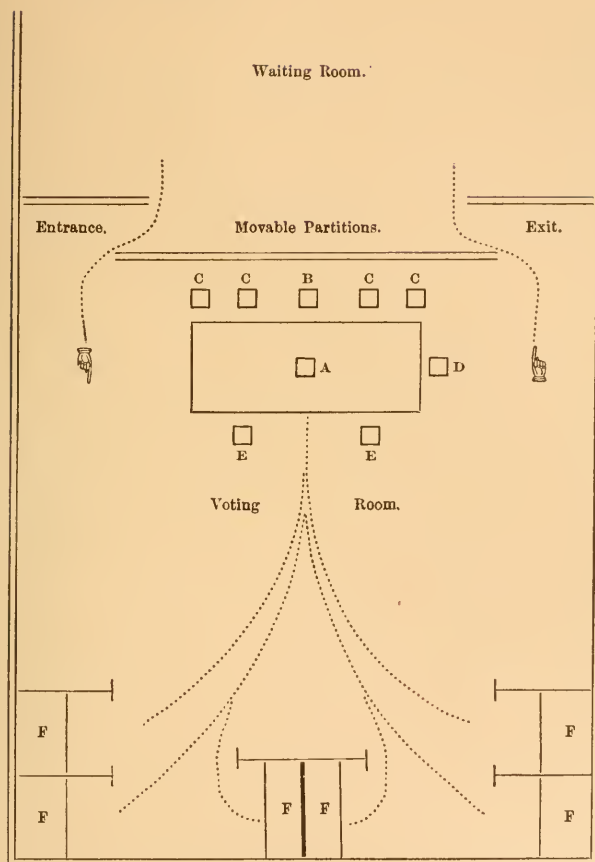 Waiting Room.
Entrance. Movable Partitions. Exit.
C C B C C
A D
E E
Voting Room.
F F
F F F F